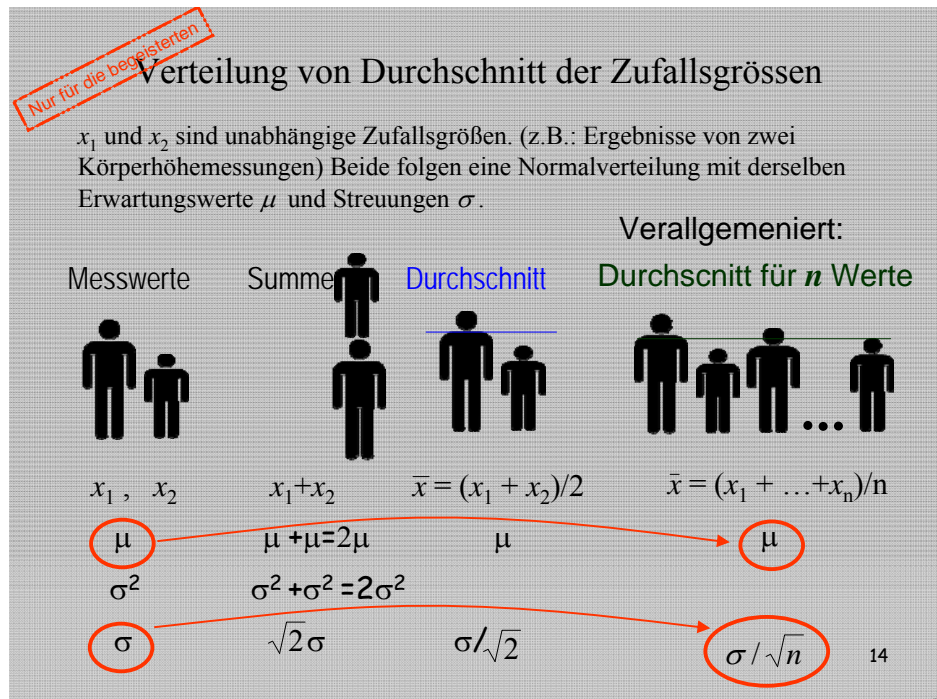 Nur für die begeisterten
Verteilung von Durchschnitt der Zufallsgrössen
x₁ und x₂ sind unabhängige Zufallsgrößen. (z.B.: Ergebnisse von zwei
Körperhöhemessungen) Beide folgen eine Normalverteilung mit derselben
Erwartungswerte μ und Streuungen σ.
Verallgemeniert:
Messwerte Summe Durchschnitt Durchscnitt für n Werte
...
x₁ , x₂ x₁+x₂ x̅ = (x₁ + x₂)/2 x̅ = (x₁ + …+xₙ)/n
μ μ+μ=2μ μ μ
σ² σ²+σ²=2σ²
σ √2σ σ/√2 σ/√n 14